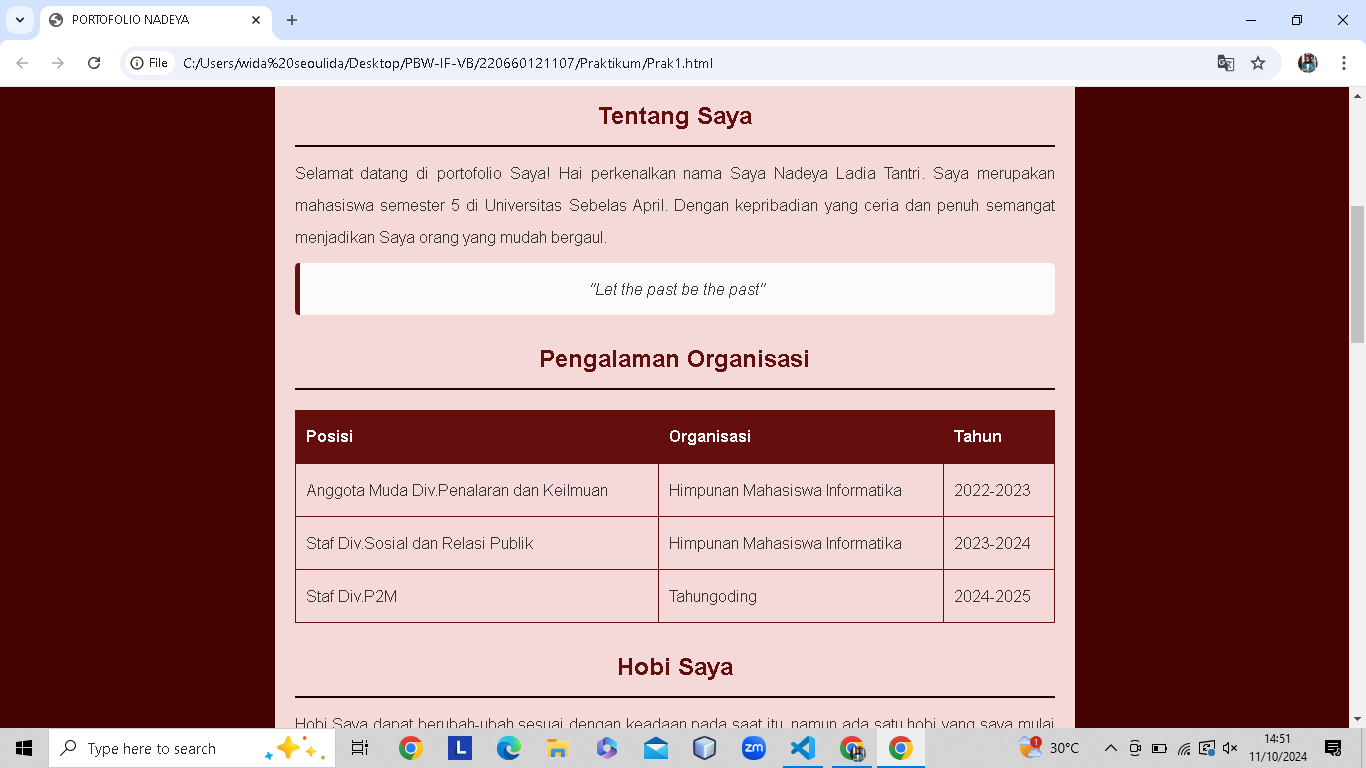 PORTOFOLIO NADEYA
File
C:/Users/wida%20seoulida/Desktop/PBW-IF-VB/220660121107/Praktikum/Prak1.html
Tentang Saya
Selamat datang di portofolio Saya! Hai perkenalkan nama Saya Nadeya Ladia Tantri. Saya merupakan
mahasiswa semester 5 di Universitas Sebelas April. Dengan kepribadian yang ceria dan penuh semangat
menjadikan Saya orang yang mudah bergaul.
"Let the past be the past"
Pengalaman Organisasi
Posisi Organisasi Tahun
Anggota Muda Div.Penalaran dan Keilmuan Himpunan Mahasiswa Informatika 2022-2023
Staf Div.Sosial dan Relasi Publik Himpunan Mahasiswa Informatika 2023-2024
Staf Div.P2M Tahungoding 2024-2025
Hobi Saya
Hobi Saya dapat berubah-ubah sesuai dengan keadaan pada saat itu, namun ada satu hobi yang saya mulai
Type here to search
L
zm
1
30°C
14:51
11/10/2024